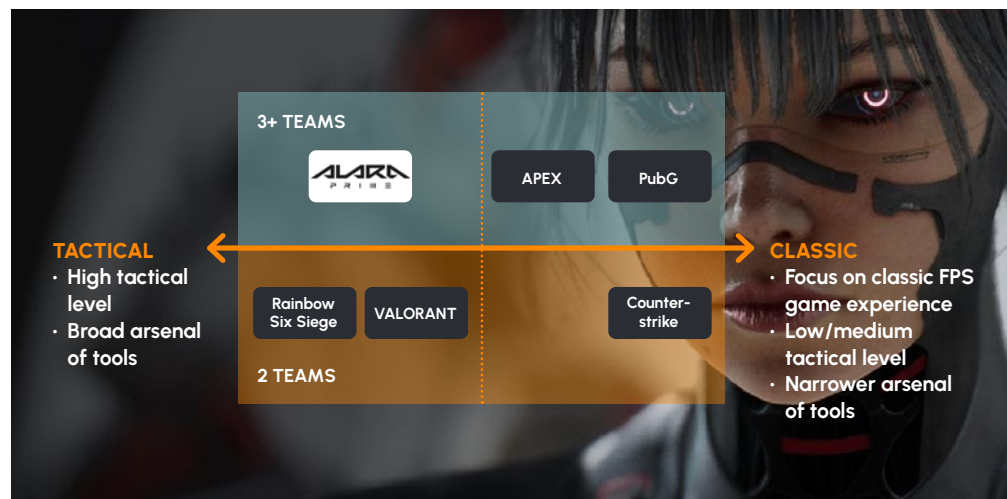 3+ TEAMS
ALARA
PRIME
APEX
PubG
TACTICAL
· High tactical
level
· Broad arsenal
of tools
CLASSIC
· Focus on classic FPS
game experience
· Low/medium
tactical level
· Narrower arsenal
of tools
Rainbow
Six Siege
VALORANT
Counter-
strike
2 TEAMS